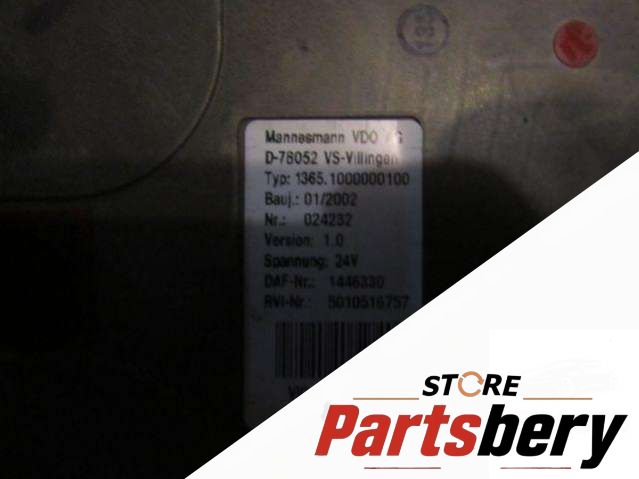 Mannesmann VDO AG
D-78052 VS-Villingen
Typ: 1365.1000000100
Bauj.: 01/2002
Nr.: 024232
Version: 1.0
Spannung: 24V
DAF-Nr.: 1446330
RVI-Nr.: 5010516757
STORE
Partsbery